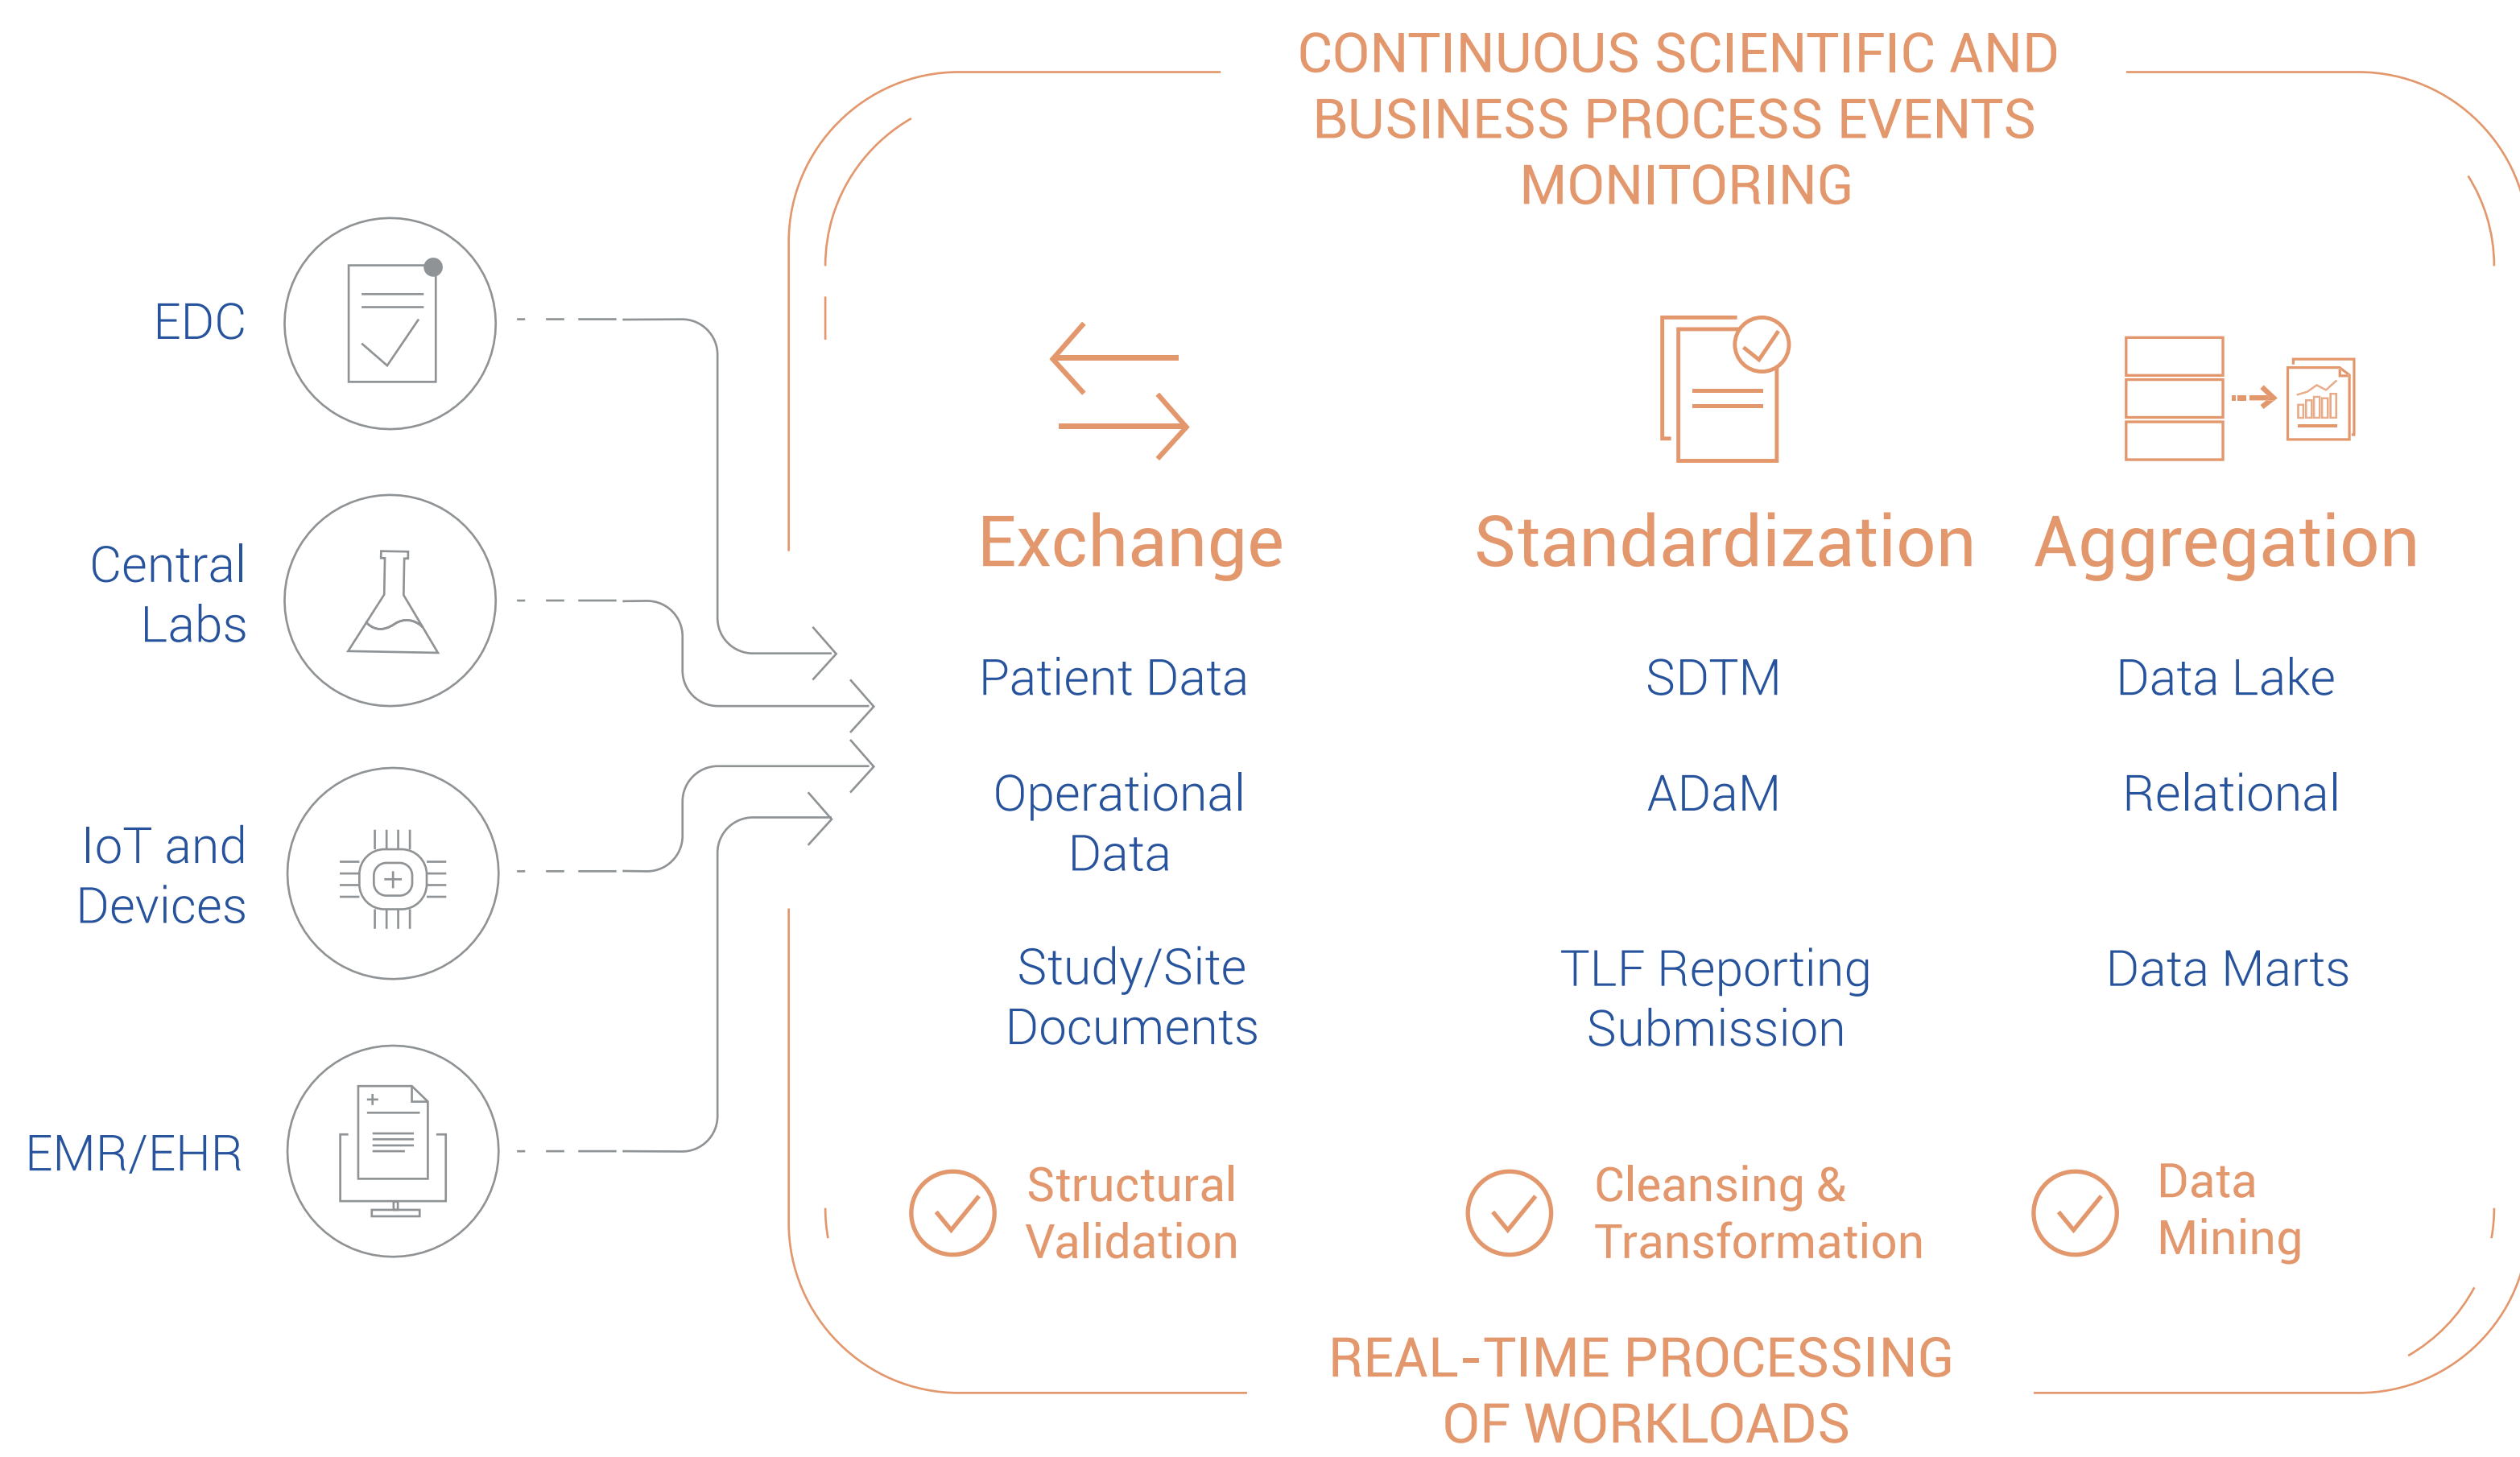 CONTINUOUS SCIENTIFIC AND
BUSINESS PROCESS EVENTS
MONITORING
EDC
Central
Labs
IoT and
Devices
EMR/EHR
Exchange
Patient Data
Operational
Data
Study/Site
Documents
Structural
Validation
Standardization
SDTM
ADaM
TLF Reporting
Submission
Cleansing &
Transformation
Aggregation
Data Lake
Relational
Data Marts
Data
Mining
REAL-TIME PROCESSING
OF WORKLOADS